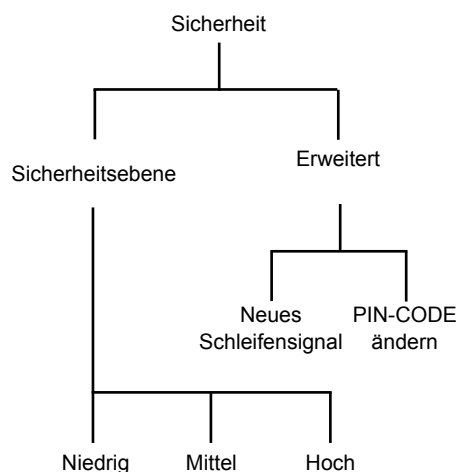 Sicherheit
Sicherheitsebene
Erweitert
Neues
Schleifensignal
PIN-CODE
ändern
Niedrig
Mittel
Hoch